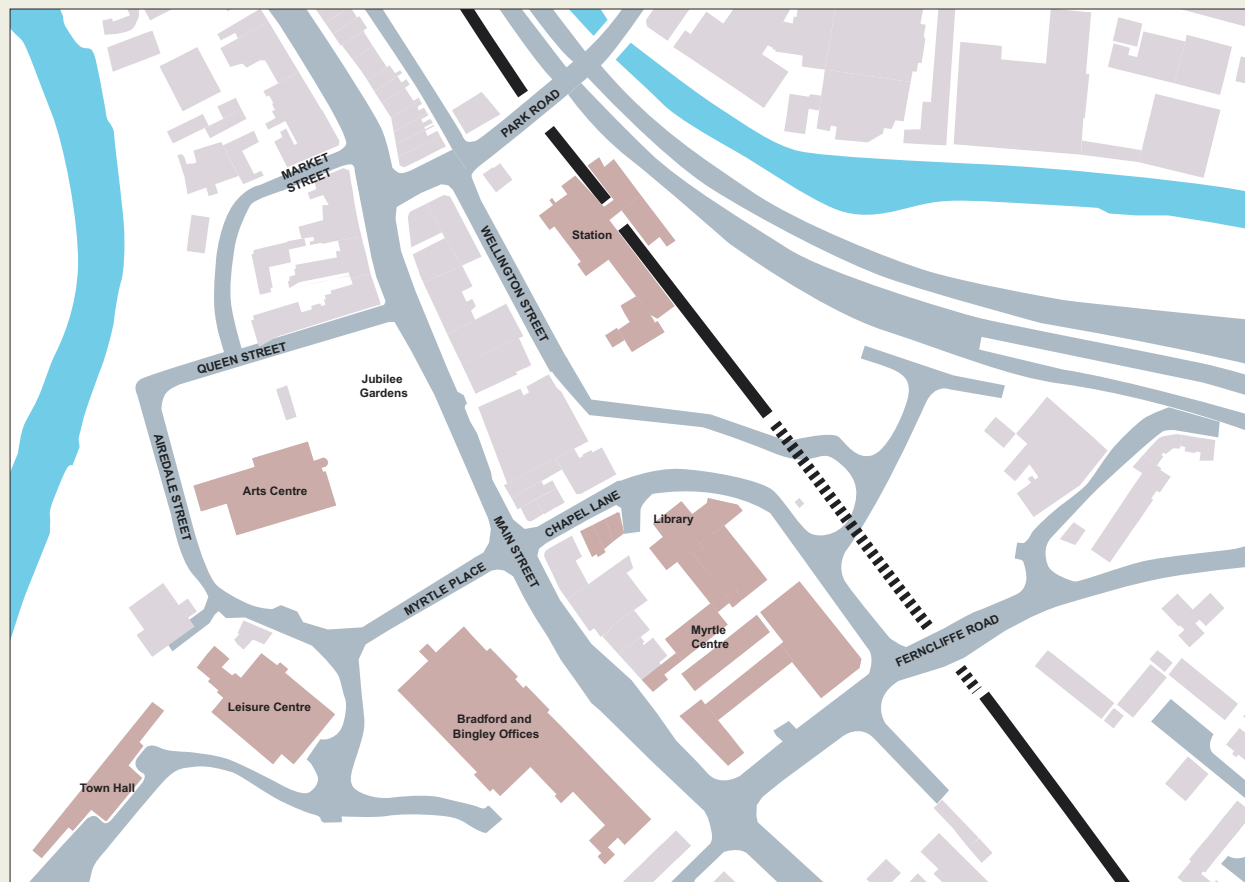 PARK ROAD
MARKET
STREET
Station
WELLINGTON STREET
QUEEN STREET
Jubilee
Gardens
AIREDALE STREET
Arts Centre
CHAPEL LANE
Library
MAIN STREET
MYRTLE PLACE
Myrtle
Centre
FERNCLIFFE ROAD
Leisure Centre
Bradford and
Bingley Offices
Town Hall